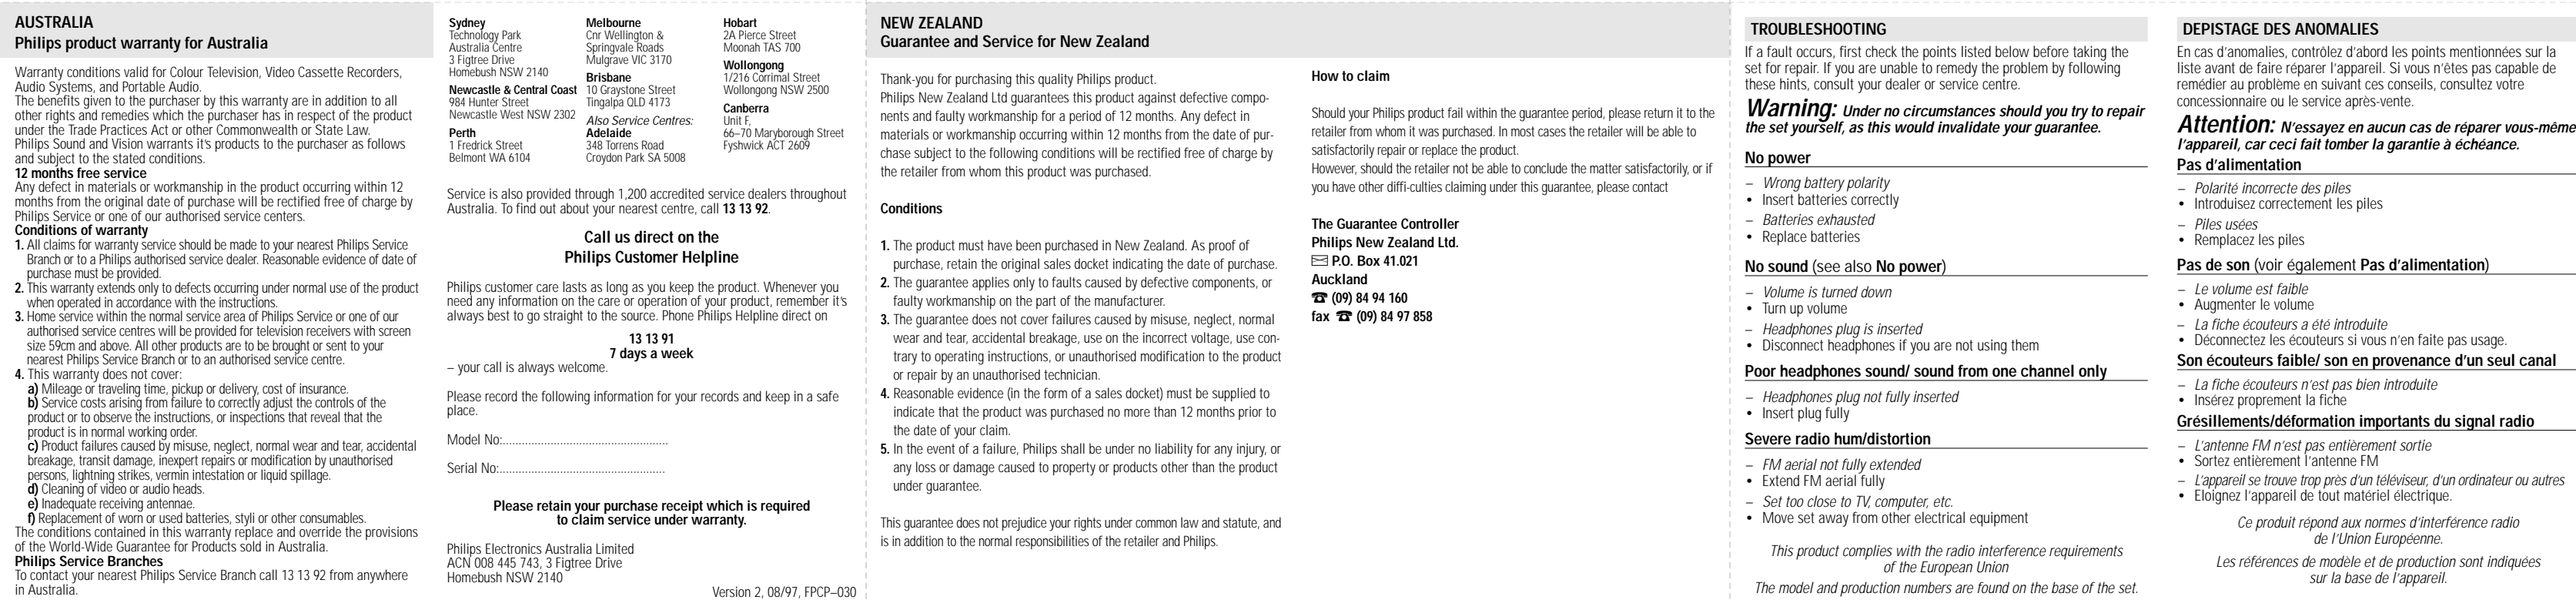 AUSTRALIA
Philips product warranty for Australia
Warranty conditions valid for Colour Television, Video Cassette Recorders,
Audio Systems, and Portable Audio.
The benefits given to the purchaser by this warranty are in addition to all
other rights and remedies which the purchaser has in respect of the product
under the Trade Practices Act or other Commonwealth or State Law.
Philips Sound and Vision warrants it's products to the purchaser as follows
and subject to the stated conditions.
12 months free service
Any defect in materials or workmanship in the product occurring within 12
months from the original date of purchase will be rectified free of charge by
Philips Service or one of our authorised service centers.
Conditions of warranty
1. All claims for warranty service should be made to your nearest Philips Service
Branch or to a Philips authorised service dealer. Reasonable evidence of date of
purchase must be provided.
2. This warranty extends only to defects occurring under normal use of the product
when operated in accordance with the instructions.
3. Home service within the normal service area of Philips Service or one of our
authorised service centres will be provided for television receivers with screen
size 59cm and above. All other products are to be brought or sent to your
nearest Philips Service Branch or to an authorised service centre.
4. This warranty does not cover:
a) Mileage or traveling time, pickup or delivery, cost of insurance.
b) Service costs arising from failure to correctly adjust the controls of the
product or to observe the instructions, or inspections that reveal that the
product is in normal working order.
c) Product failures caused by misuse, neglect, normal wear and tear, accidental
breakage, transit damage, inexpert repairs or modification by unauthorised
persons, lightning strikes, vermin intestation or liquid spillage.
d) Cleaning of video or audio heads.
e) Inadequate receiving antennae.
f) Replacement of worn or used batteries, styli or other consumables.
The conditions contained in this warranty replace and override the provisions
of the World-Wide Guarantee for Products sold in Australia.
Philips Service Branches
To contact your nearest Philips Service Branch call 13 13 92 from anywhere
in Australia.
Sydney
Technology Park
Australia Centre
3 Figtree Drive
Homebush NSW 2140
Newcastle & Central Coast
984 Hunter Street
Newcastle West NSW 2302
Perth
1 Fredrick Street
Belmont WA 6104
Melbourne
Cnr Wellington &
Springvale Roads
Mulgrave VIC 3170
Brisbane
10 Graystone Street
Tingalpa QLD 4173
Also Service Centres:
Adelaide
348 Torrens Road
Croydon Park SA 5008
Hobart
2A Pierce Street
Moonah TAS 700
Wollongong
1/216 Corrimal Street
Wollongong NSW 2500
Canberra
Unit F,
66–70 Maryborough Street
Fyshwick ACT 2609
Service is also provided through 1,200 accredited service dealers throughout
Australia. To find out about your nearest centre, call 13 13 92.
Call us direct on the
Philips Customer Helpline
Philips customer care lasts as long as you keep the product. Whenever you
need any information on the care or operation of your product, remember it's
always best to go straight to the source. Phone Philips Helpline direct on
13 13 91
7 days a week
– your call is always welcome.
Please record the following information for your records and keep in a safe
place.
Model No:....................................................
Serial No:....................................................
Please retain your purchase receipt which is required
to claim service under warranty.
Philips Electronics Australia Limited
ACN 008 445 743, 3 Figtree Drive
Homebush NSW 2140
Version 2, 08/97, FPCP–030
NEW ZEALAND
Guarantee and Service for New Zealand
Thank-you for purchasing this quality Philips product.
Philips New Zealand Ltd guarantees this product against defective compo-
nents and faulty workmanship for a period of 12 months. Any defect in
materials or workmanship occurring within 12 months from the date of pur-
chase subject to the following conditions will be rectified free of charge by
the retailer from whom this product was purchased.
Conditions
1. The product must have been purchased in New Zealand. As proof of
purchase, retain the original sales docket indicating the date of purchase.
2. The guarantee applies only to faults caused by defective components, or
faulty workmanship on the part of the manufacturer.
3. The guarantee does not cover failures caused by misuse, neglect, normal
wear and tear, accidental breakage, use on the incorrect voltage, use con-
trary to operating instructions, or unauthorised modification to the product
or repair by an unauthorised technician.
4. Reasonable evidence (in the form of a sales docket) must be supplied to
indicate that the product was purchased no more than 12 months prior to
the date of your claim.
5. In the event of a failure, Philips shall be under no liability for any injury, or
any loss or damage caused to property or products other than the product
under guarantee.
This guarantee does not prejudice your rights under common law and statute, and
is in addition to the normal responsibilities of the retailer and Philips.
How to claim
Should your Philips product fail within the guarantee period, please return it to the
retailer from whom it was purchased. In most cases the retailer will be able to
satisfactorily repair or replace the product.
However, should the retailer not be able to conclude the matter satisfactorily, or if
you have other diffi-culties claiming under this guarantee, please contact
The Guarantee Controller
Philips New Zealand Ltd.
✉ P.O. Box 41.021
Auckland
☎ (09) 84 94 160
fax ☎ (09) 84 97 858
TROUBLESHOOTING
If a fault occurs, first check the points listed below before taking the
set for repair. If you are unable to remedy the problem by following
these hints, consult your dealer or service centre.
Warning: Under no circumstances should you try to repair
the set yourself, as this would invalidate your guarantee.
No power
– Wrong battery polarity
• Insert batteries correctly
– Batteries exhausted
• Replace batteries
No sound (see also No power)
– Volume is turned down
• Turn up volume
– Headphones plug is inserted
• Disconnect headphones if you are not using them
Poor headphones sound/ sound from one channel only
– Headphones plug not fully inserted
• Insert plug fully
Severe radio hum/distortion
– FM aerial not fully extended
• Extend FM aerial fully
– Set too close to TV, computer, etc.
• Move set away from other electrical equipment
This product complies with the radio interference requirements
of the European Union
The model and production numbers are found on the base of the set.
DEPISTAGE DES ANOMALIES
En cas d'anomalies, contrôlez d'abord les points mentionnées sur la
liste avant de faire réparer l'appareil. Si vous n'êtes pas capable de
remédier au problème en suivant ces conseils, consultez votre
concessionnaire ou le service après-vente.
Attention: N'essayez en aucun cas de réparer vous-même
l'appareil, car ceci fait tomber la garantie à échéance.
Pas d'alimentation
– Polarité incorrecte des piles
• Introduisez correctement les piles
– Piles usées
• Remplacez les piles
Pas de son (voir également Pas d'alimentation)
– Le volume est faible
• Augmenter le volume
– La fiche écouteurs a été introduite
• Déconnectez les écouteurs si vous n'en faite pas usage.
Son écouteurs faible/ son en provenance d'un seul canal
– La fiche écouteurs n'est pas bien introduite
• Insérez proprement la fiche
Grésillements/déformation importants du signal radio
– L'antenne FM n'est pas entièrement sortie
• Sortez entièrement l'antenne FM
– L'appareil se trouve trop près d'un téléviseur, d'un ordinateur ou autres
• Eloignez l'appareil de tout matériel électrique.
Ce produit répond aux normes d'interférence radio
de l'Union Européenne.
Les références de modèle et de production sont indiquées
sur la base de l'appareil.